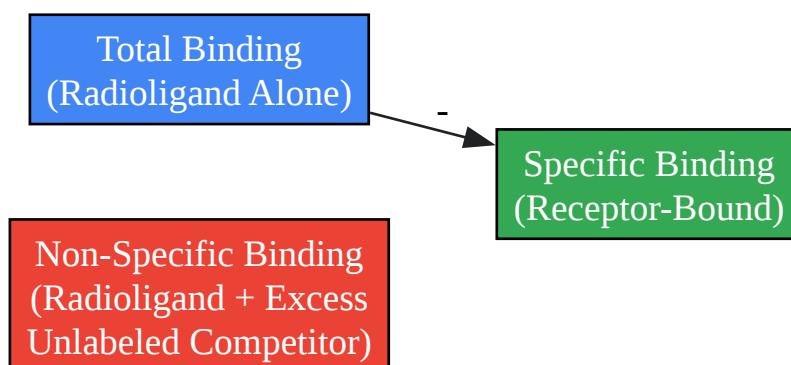 Total Binding
(Radioligand Alone)
-
Specific Binding
(Receptor-Bound)
Non-Specific Binding
(Radioligand + Excess
Unlabeled Competitor)